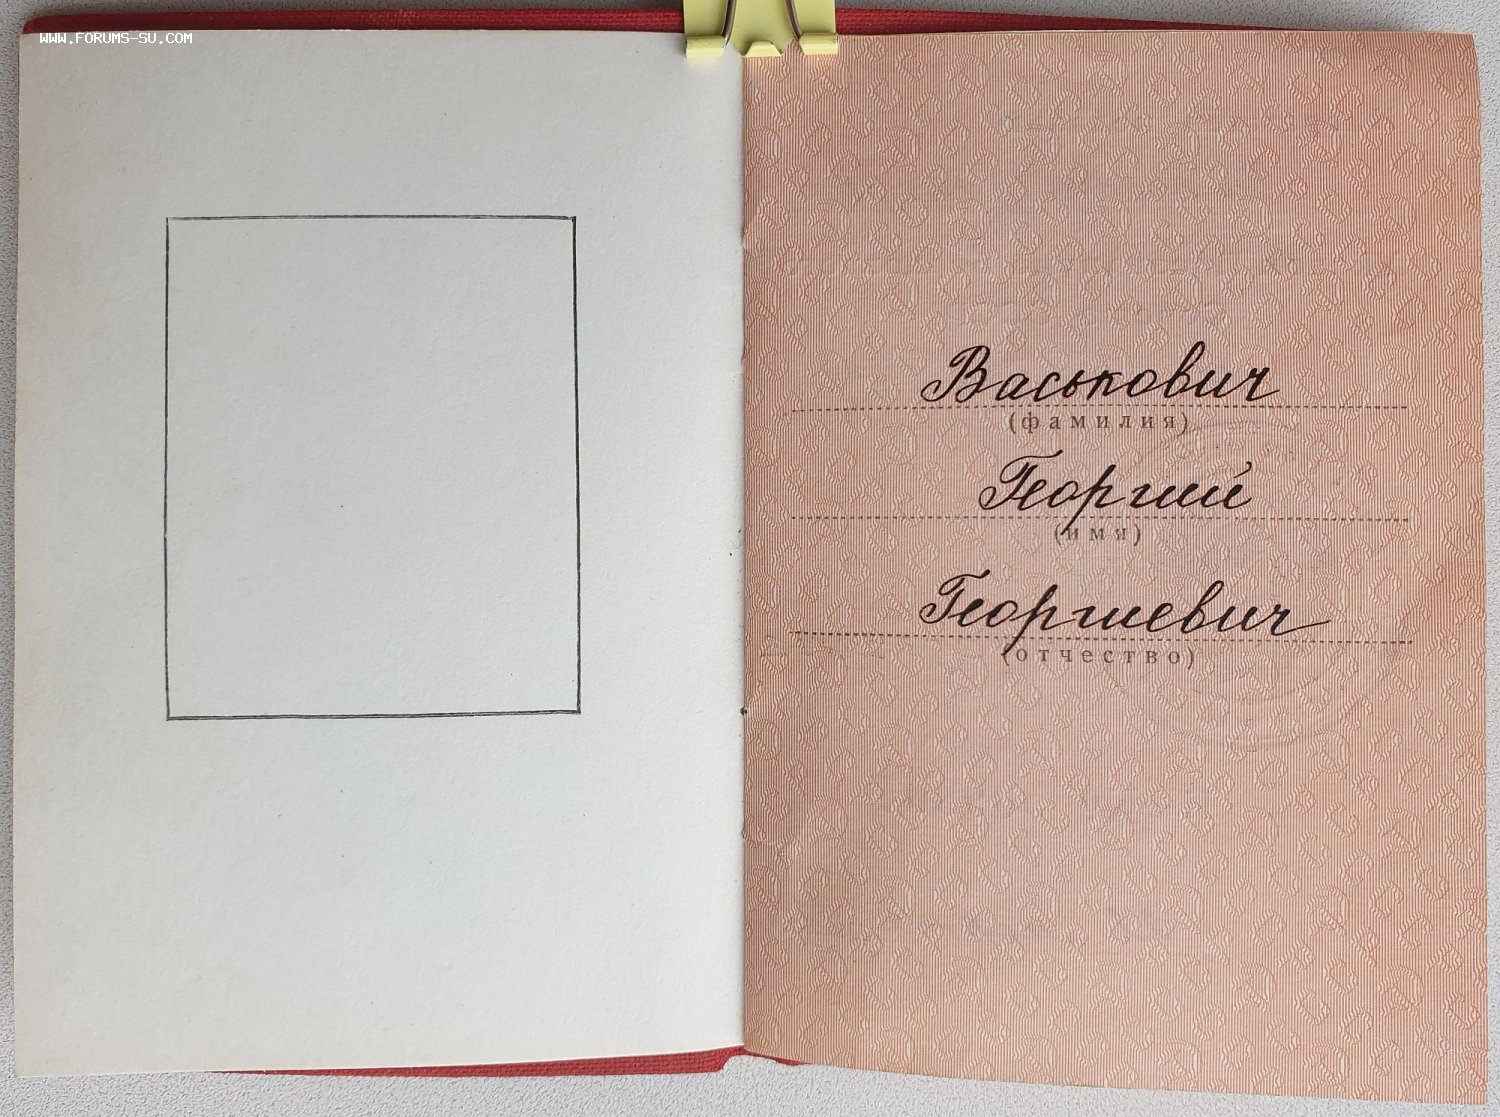 WWW.FORUMS-SU.COM
Васькович
(фамилия)
Георгий
(имя)
Георгиевич
(отчество)